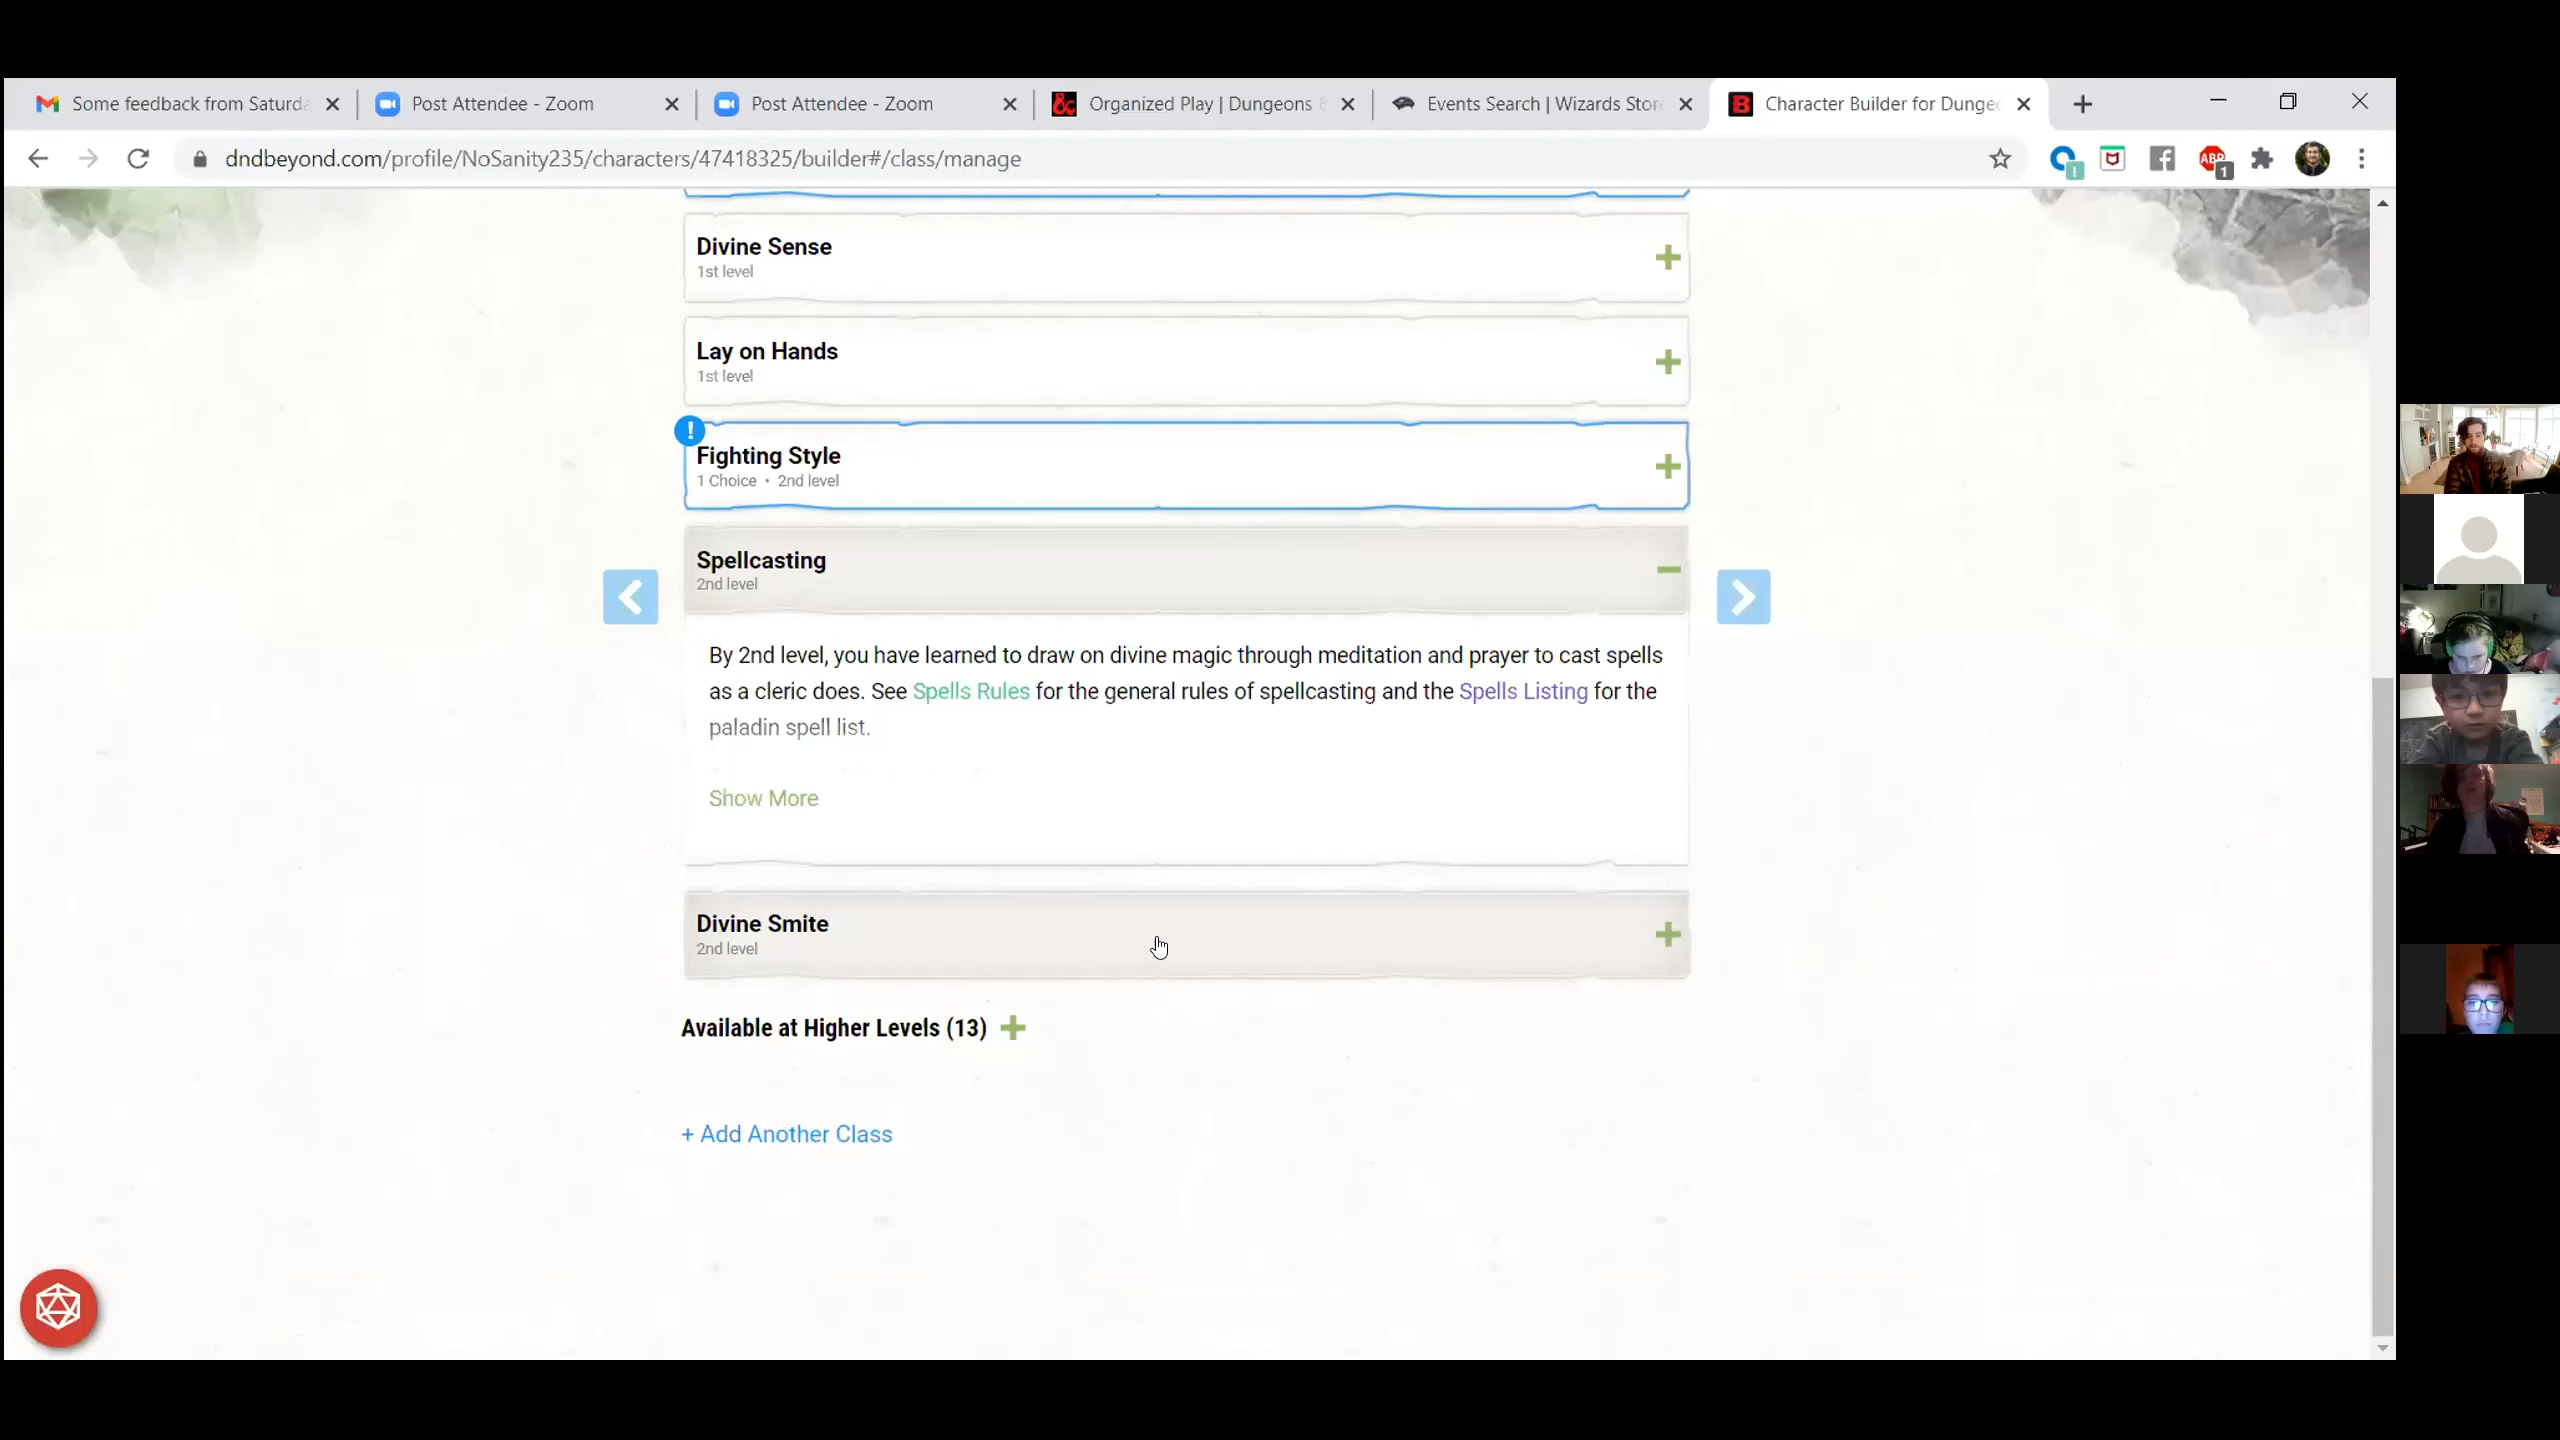 Some feedback from Saturda
Post Attendee - Zoom
Post Attendee - Zoom
Organized Play | Dungeons &
Events Search | Wizards Store
Character Builder for Dungeo
dndbeyond.com/profile/NoSanity235/characters/47418325/builder#/class/manage
ABP
1
Divine Sense
1st level
Lay on Hands
1st level
!
Fighting Style
1 Choice • 2nd level
Spellcasting
2nd level
By 2nd level, you have learned to draw on divine magic through meditation and prayer to cast spells
as a cleric does. See Spells Rules for the general rules of spellcasting and the Spells Listing for the
paladin spell list.
Show More
Divine Smite
2nd level
Available at Higher Levels (13)
+ Add Another Class